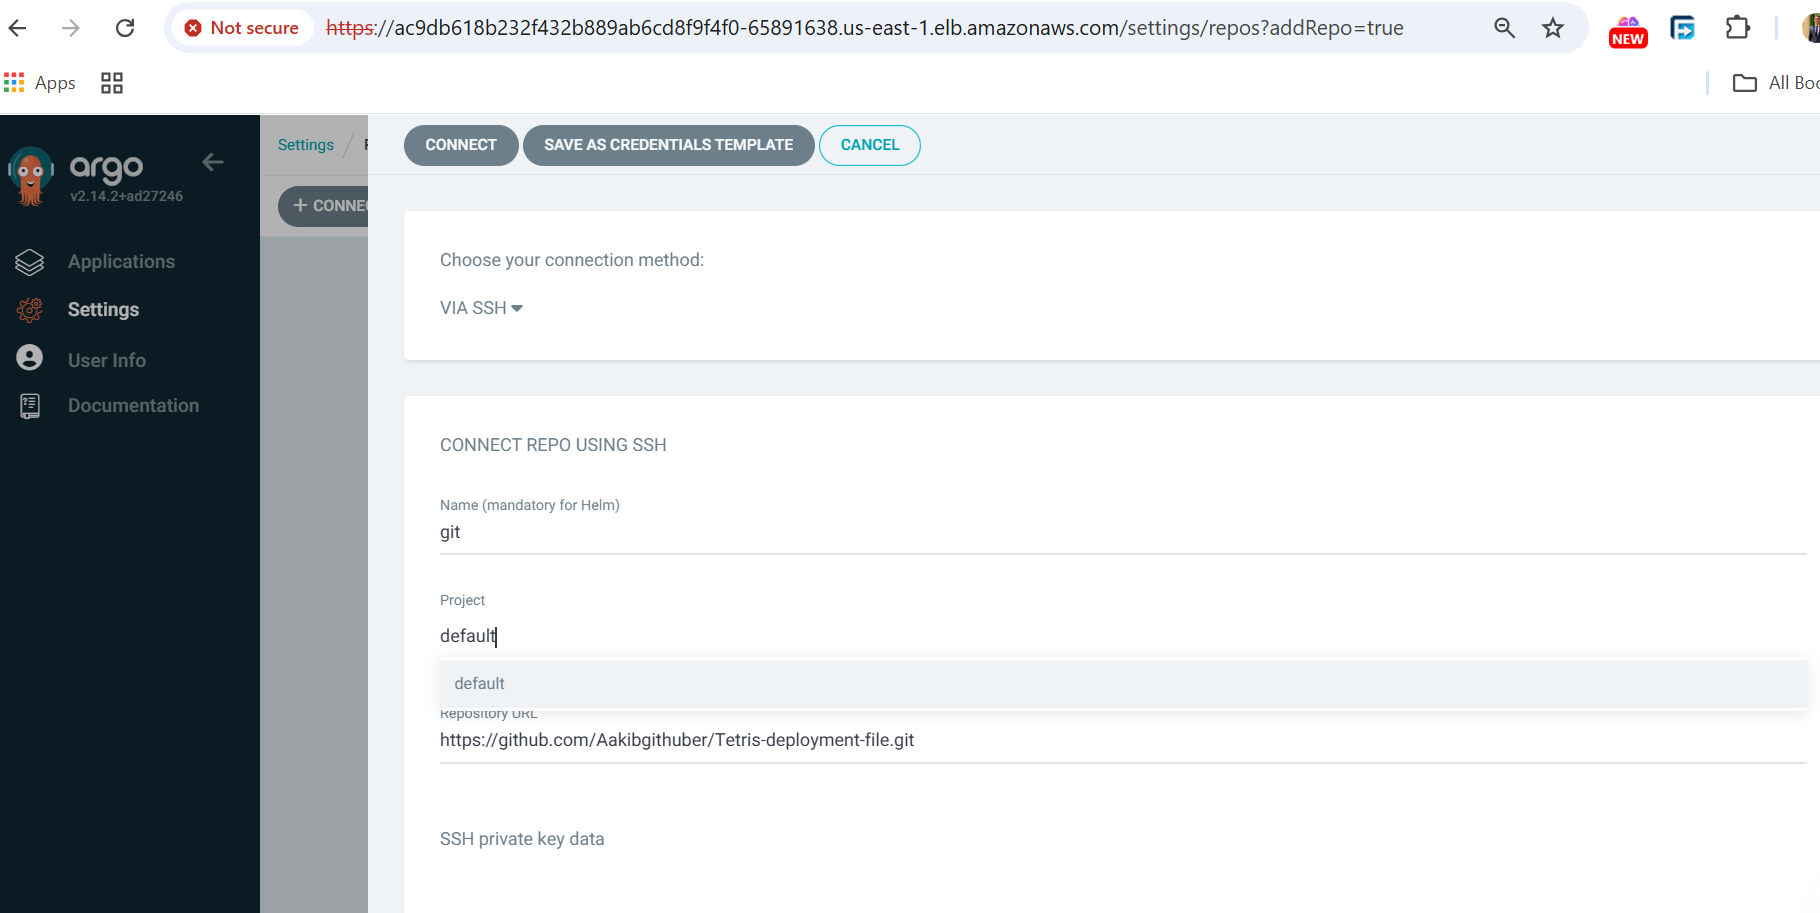 Not secure https://ac9db618b232f432b889ab6cd8f9f4f0-65891638.us-east-1.elb.amazonaws.com/settings/repos?addRepo=true
NEW
Apps
All Boo
argo
v2.14.2+ad27246
Applications
Settings
User Info
Documentation
Settings /
+ CONNEC
CONNECT SAVE AS CREDENTIALS TEMPLATE CANCEL
Choose your connection method:
VIA SSH
CONNECT REPO USING SSH
Name (mandatory for Helm)
git
Project
default
default
Repository URL
https://github.com/Aakibgithuber/Tetris-deployment-file.git
SSH private key data